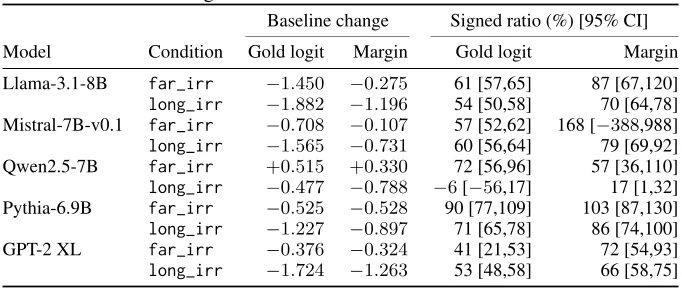 Baseline change Signed ratio (%) [95% CI]
Model Condition Gold logit Margin Gold logit Margin
Llama-3.1-8B far_irr −1.450 −0.275 61 [57,65] 87 [67,120]
long_irr −1.882 −1.196 54 [50,58] 70 [64,78]
Mistral-7B-v0.1 far_irr −0.708 −0.107 57 [52,62] 168 [−388,988]
long_irr −1.565 −0.731 60 [56,64] 79 [69,92]
Qwen2.5-7B far_irr +0.515 +0.330 72 [56,96] 57 [36,110]
long_irr −0.477 −0.788 −6 [−56,17] 17 [1,32]
Pythia-6.9B far_irr −0.525 −0.528 90 [77,109] 103 [87,130]
long_irr −1.227 −0.897 71 [65,78] 86 [74,100]
GPT-2 XL far_irr −0.376 −0.324 41 [21,53] 72 [54,93]
long_irr −1.724 −1.263 53 [48,58] 66 [58,75]